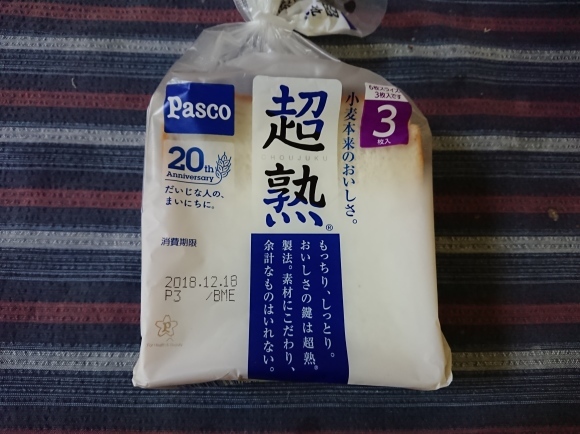 Pasco
20th
Anniversary
だいじな人の、
まいにちに。
消費期限
2018.12.18
P3 /BME
超熟®
小麦本来のおいしさ。
6枚スライス
3枚入です
3
枚入
もっちり、しっとり。
おいしさの鍵は超熟®
製法。素材にこだわり、
余計なものはいれない。